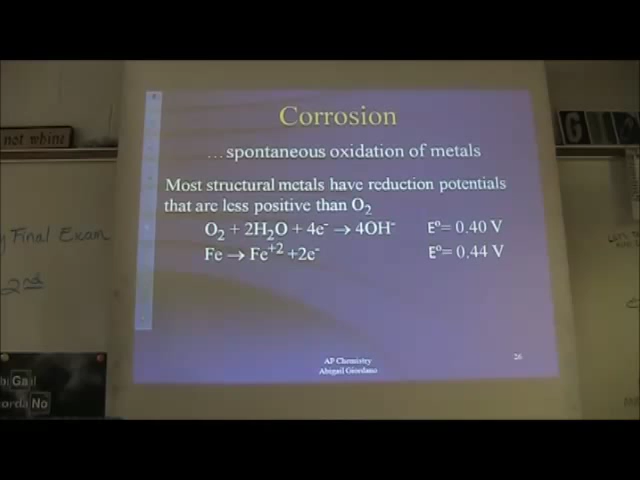 Corrosion
not whine
…spontaneous oxidation of metals
Most structural metals have reduction potentials
that are less positive than O₂
O₂ + 2H₂O + 4e⁻ → 4OH⁻ E°= 0.40 V
Fe → Fe⁺² +2e⁻ E°= 0.44 V
Final Exam
2nd
AP Chemistry
Abigail Giordano
26
Gail
ordaNo
G